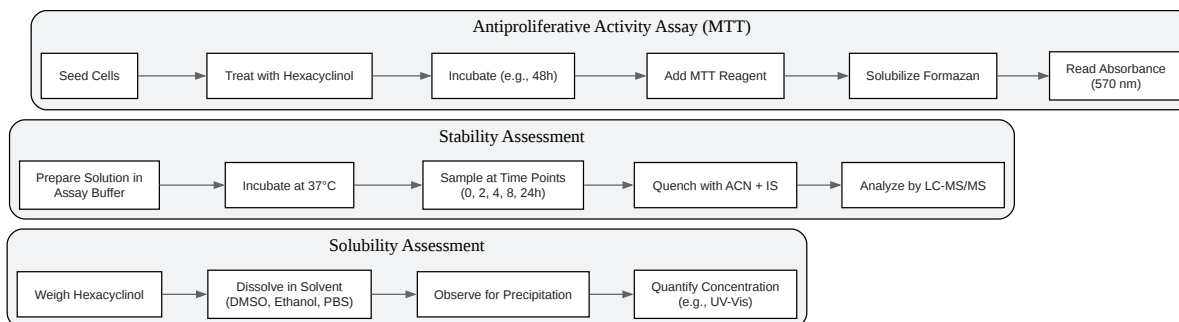 Antiproliferative Activity Assay (MTT)
Seed Cells
Treat with Hexacyclinol
Incubate (e.g., 48h)
Add MTT Reagent
Solubilize Formazan
Read Absorbance
(570 nm)
Stability Assessment
Prepare Solution in
Assay Buffer
Incubate at 37°C
Sample at Time Points
(0, 2, 4, 8, 24h)
Quench with ACN + IS
Analyze by LC-MS/MS
Solubility Assessment
Weigh Hexacyclinol
Dissolve in Solvent
(DMSO, Ethanol, PBS)
Observe for Precipitation
Quantify Concentration
(e.g., UV-Vis)